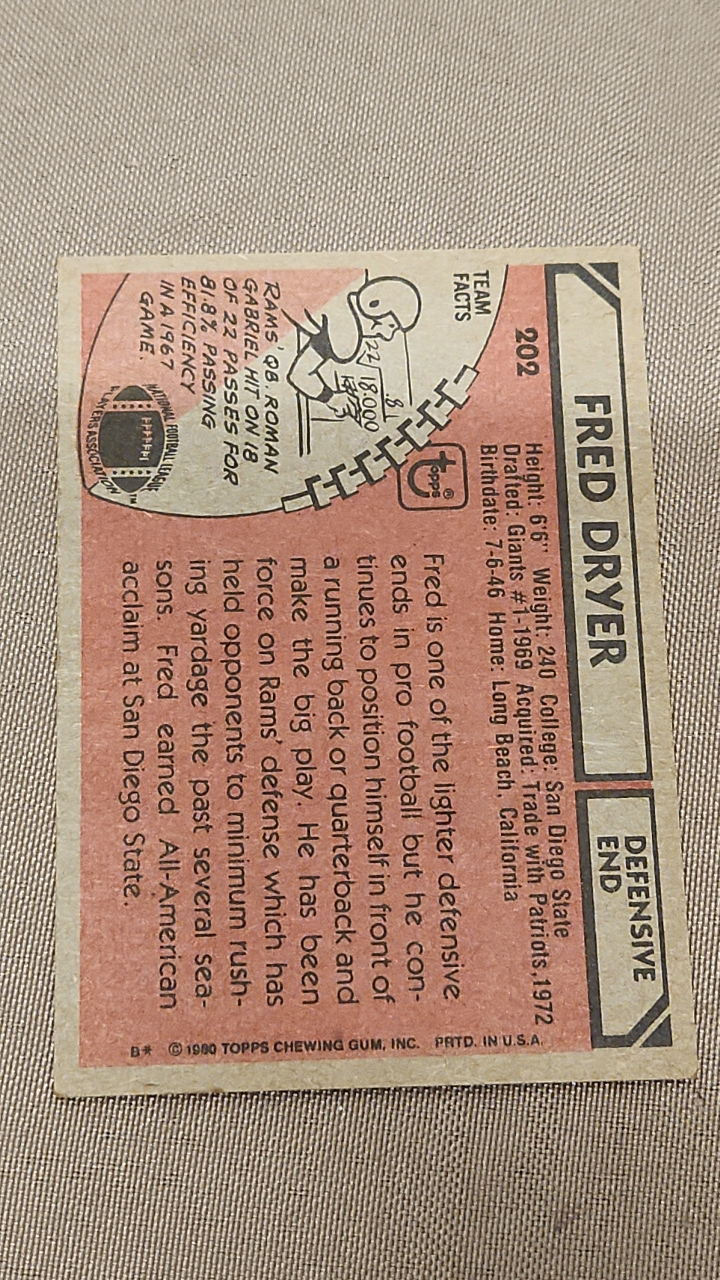 FRED DRYER
DEFENSIVE
END
202
Height: 6'6" Weight: 240 College: San Diego State
Drafted: Giants #1-1969 Acquired: Trade with Patriots, 1972
Birthdate: 7-6-46 Home: Long Beach, California
TEAM
FACTS
8
22 18.000
RAMS' QB. ROMAN
GABRIEL HIT ON 18
OF 22 PASSES FOR
81.8% PASSING
EFFICIENCY
IN A 1967
GAME.
NATIONAL FOOTBALL LEAGUE
PLAYERS ASSOCIATION
TM
Topps®
Fred is one of the lighter defensive
ends in pro football but he con-
tinues to position himself in front of
a running back or quarterback and
make the big play. He has been
force on Rams' defense which has
held opponents to minimum rush-
ing yardage the past several sea-
sons. Fred earned All-American
acclaim at San Diego State.
B* © 1980 TOPPS CHEWING GUM, INC. PRTD. IN U.S.A.